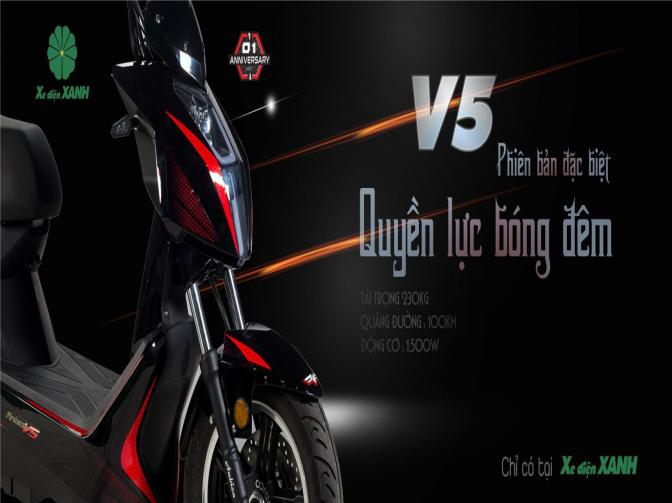 Xe điện XANH
01
ANNIVERSARY
V5
Phiên bản đặc biệt
Quyền lực bóng đêm
TẢI TRỌNG 230KG
QUÃNG ĐƯỜNG : 100KM
ĐỘNG CƠ : 1.500W
V5
Chỉ có tại Xe điện XANH